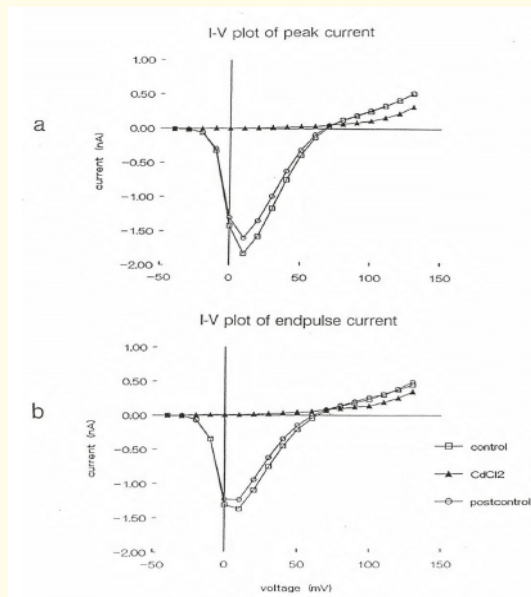 I-V plot of peak current
a
current (nA)
1.00
0.50
0.00
−0.50
−1.00
−1.50
−2.00
−50 0 50 100 150
I-V plot of endpulse current
b
current (nA)
1.00
0.50
0.00
−0.50
−1.00
−1.50
−2.00
−50 0 50 100 150
voltage (mV)
control
CdCl2
postcontrol